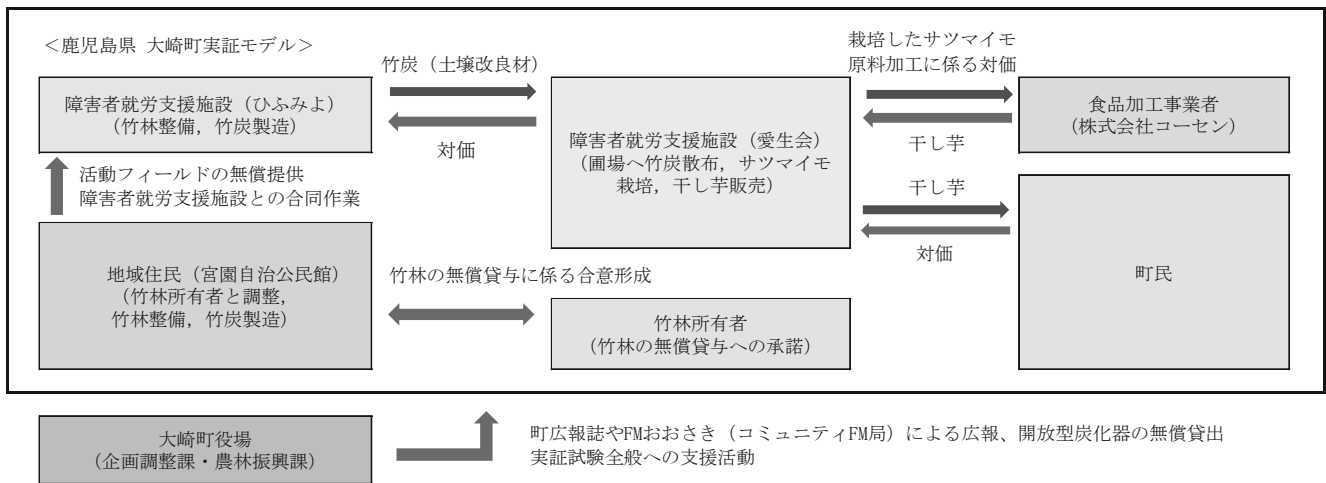 ＜鹿児島県 大崎町実証モデル＞
障害者就労支援施設（ひふみよ）
（竹林整備，竹炭製造）
竹炭（土壌改良材）
対価
障害者就労支援施設（愛生会）
（圃場へ竹炭散布，サツマイモ
栽培，干し芋販売）
栽培したサツマイモ
原料加工に係る対価
干し芋
食品加工事業者
（株式会社コーセン）
活動フィールドの無償提供
障害者就労支援施設との合同作業
干し芋
対価
町民
地域住民（宮園自治公民館）
（竹林所有者と調整，
竹林整備，竹炭製造）
竹林の無償貸与に係る合意形成
竹林所有者
（竹林の無償貸与への承諾）
大崎町役場
（企画調整課・農林振興課）
町広報誌やFMおおさき（コミュニティFM局）による広報、開放型炭化器の無償貸出
実証試験全般への支援活動